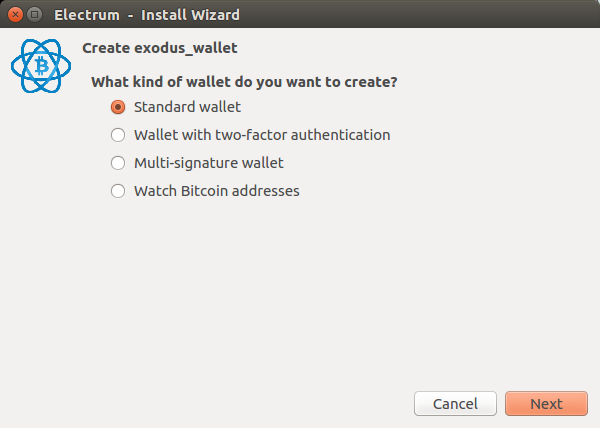 Electrum - Install Wizard
Create exodus_wallet
What kind of wallet do you want to create?
Standard wallet
Wallet with two-factor authentication
Multi-signature wallet
Watch Bitcoin addresses
Cancel
Next